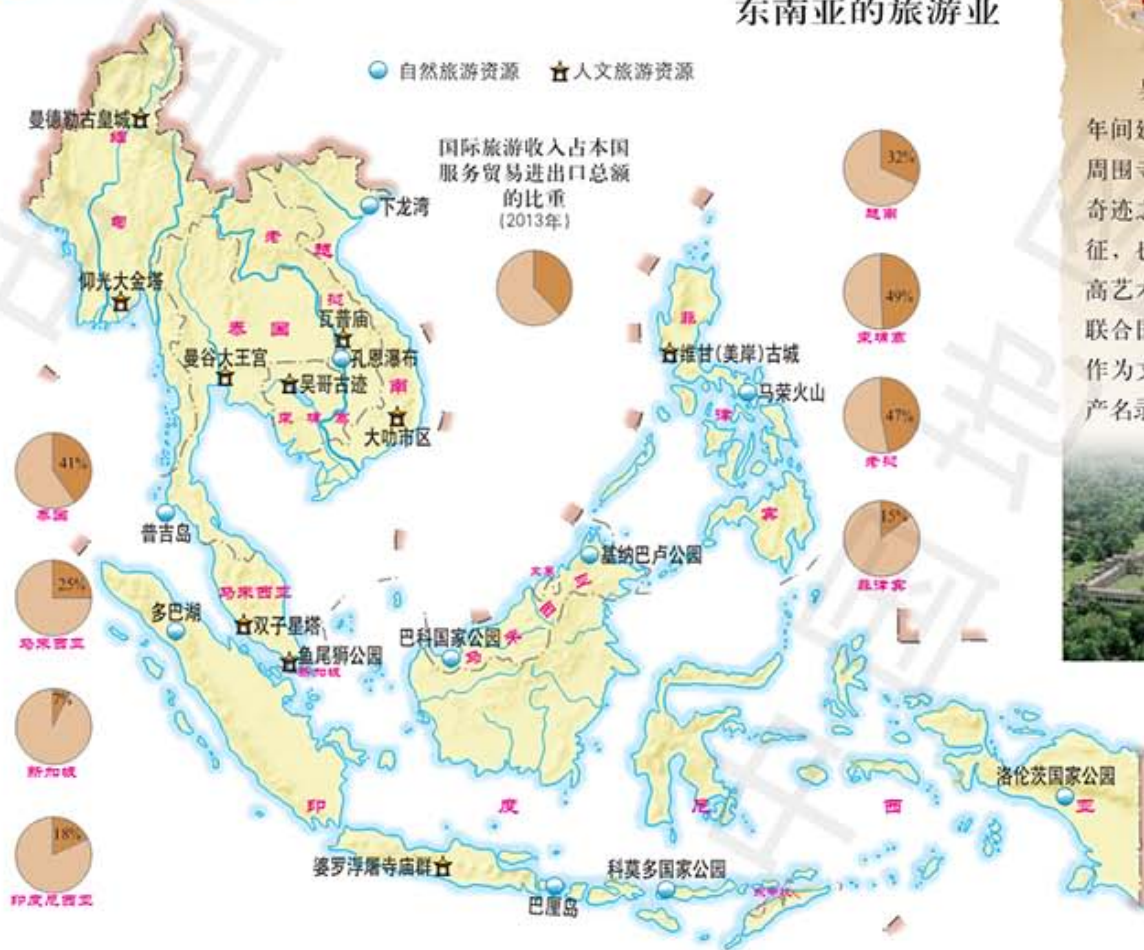 东南亚的旅游业
自然旅游资源 人文旅游资源
国际旅游收入占本国
服务贸易进出口总额
的比重
(2013年)
曼德勒古皇城
缅
甸
仰光大金塔
下龙湾
老
挝
越
南
泰国
瓦普庙
孔恩瀑布
曼谷大王宫
吴哥古迹
柬埔寨
大叻市区
普吉岛
菲
律
宾
维甘(美岸)古城
马荣火山
基纳巴卢公园
文莱
马来西亚
双子星塔
鱼尾狮公园
新加坡
多巴湖
巴科国家公园
马来西亚
印度尼西亚
洛伦茨国家公园
婆罗浮屠寺庙群
巴厘岛
科莫多国家公园
东帝汶
41%
泰国
25%
马来西亚
7%
新加坡
18%
印度尼西亚
32%
越南
49%
柬埔寨
47%
老挝
15%
菲律宾
年间
周围
奇迹
征,也
高艺
联合
作为
产名